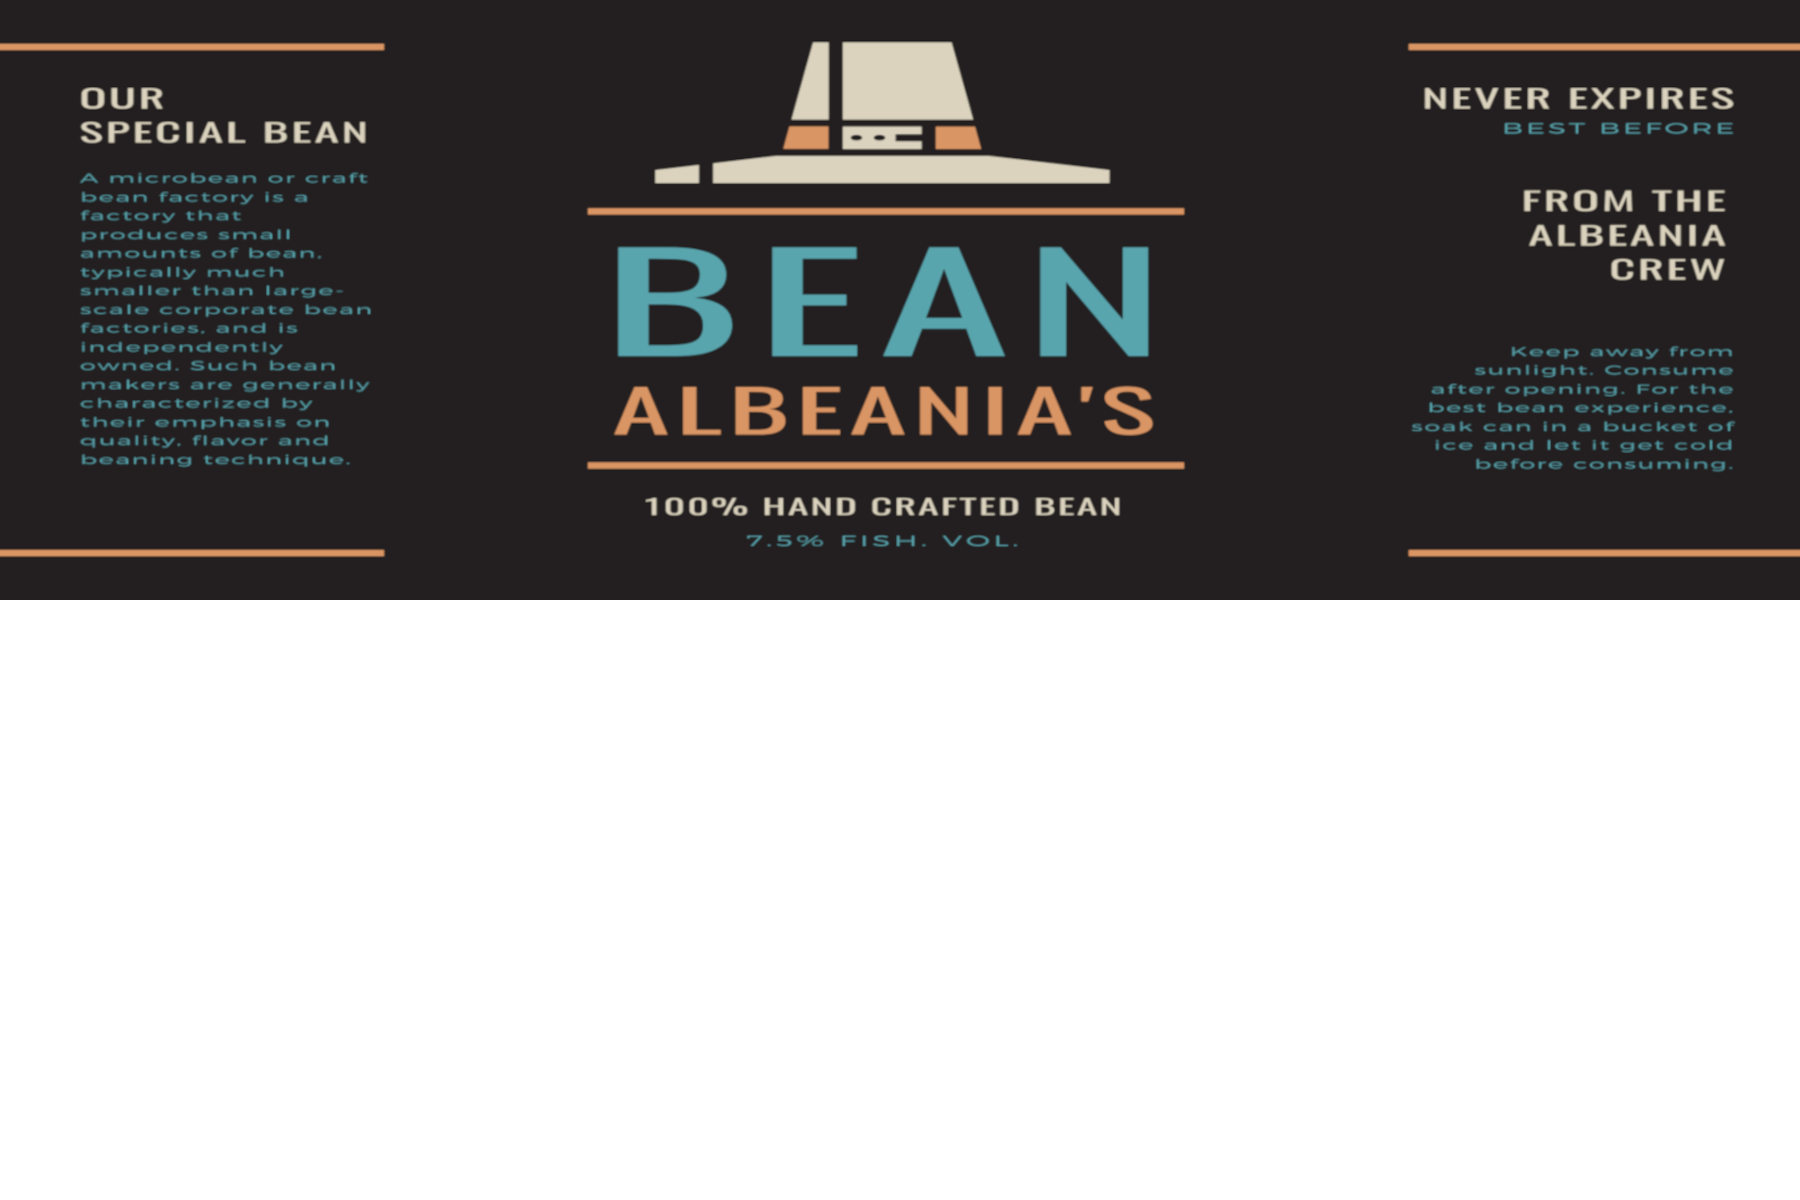 OUR
SPECIAL BEAN
A microbean or craft
bean factory is a
factory that
produces small
amounts of bean,
typically much
smaller than large-
scale corporate bean
factories, and is
independently
owned. Such bean
makers are generally
characterized by
their emphasis on
quality, flavor and
beaning technique.
BEAN
ALBEANIA'S
100% HAND CRAFTED BEAN
7.5% FISH. VOL.
NEVER EXPIRES
BEST BEFORE
FROM THE
ALBEANIA
CREW
Keep away from
sunlight. Consume
after opening. For the
best bean experience,
soak can in a bucket of
ice and let it get cold
before consuming.